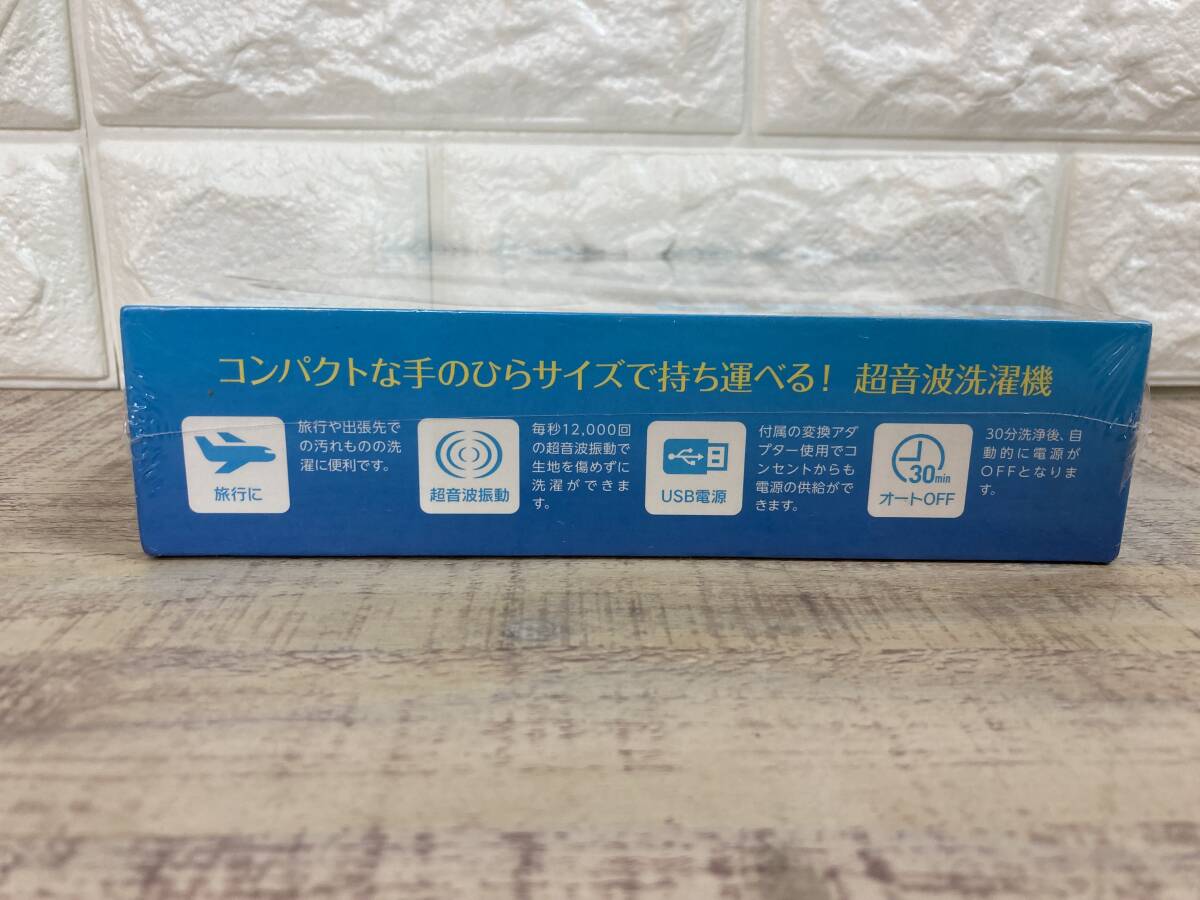 コンパクトな手のひらサイズで持ち運べる! 超音波洗濯機
旅行に
旅行や出張先で
の汚れものの洗
濯に便利です。
超音波振動
毎秒12,000回
の超音波振動で
生地を傷めずに
洗濯ができま
す。
USB電源
付属の変換アダ
プター使用でコ
ンセントからも
電源の供給がで
きます。
30min
オートOFF
30分洗浄後、自
動的に電源が
OFFとなりま
す。